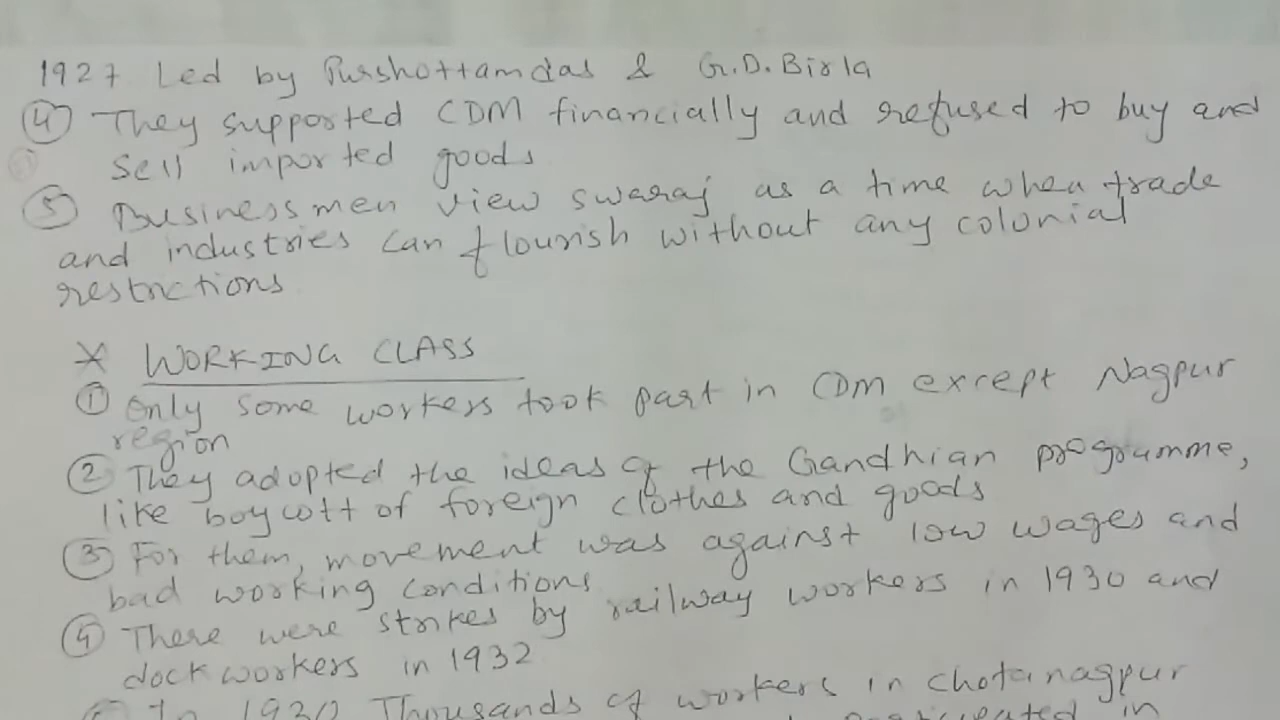 1927 Led by Purshottamdas & G.D.Birla
④ They supported CDM financially and refused to buy and
sell imported goods
⑤ Businessmen view swaraj as a time when trade
and industries can flourish without any colonial
restrictions
* WORKING CLASS
① Only some workers took part in CDM except Nagpur
region
② They adopted the ideas of the Gandhian programme,
like boycott of foreign clothes and goods
③ For them, movement was against low wages and
bad working conditions
④ There were strikes by railway workers in 1930 and
dock workers in 1932
⑤ In 1930 Thousands of workers in chotanagpur
participated in